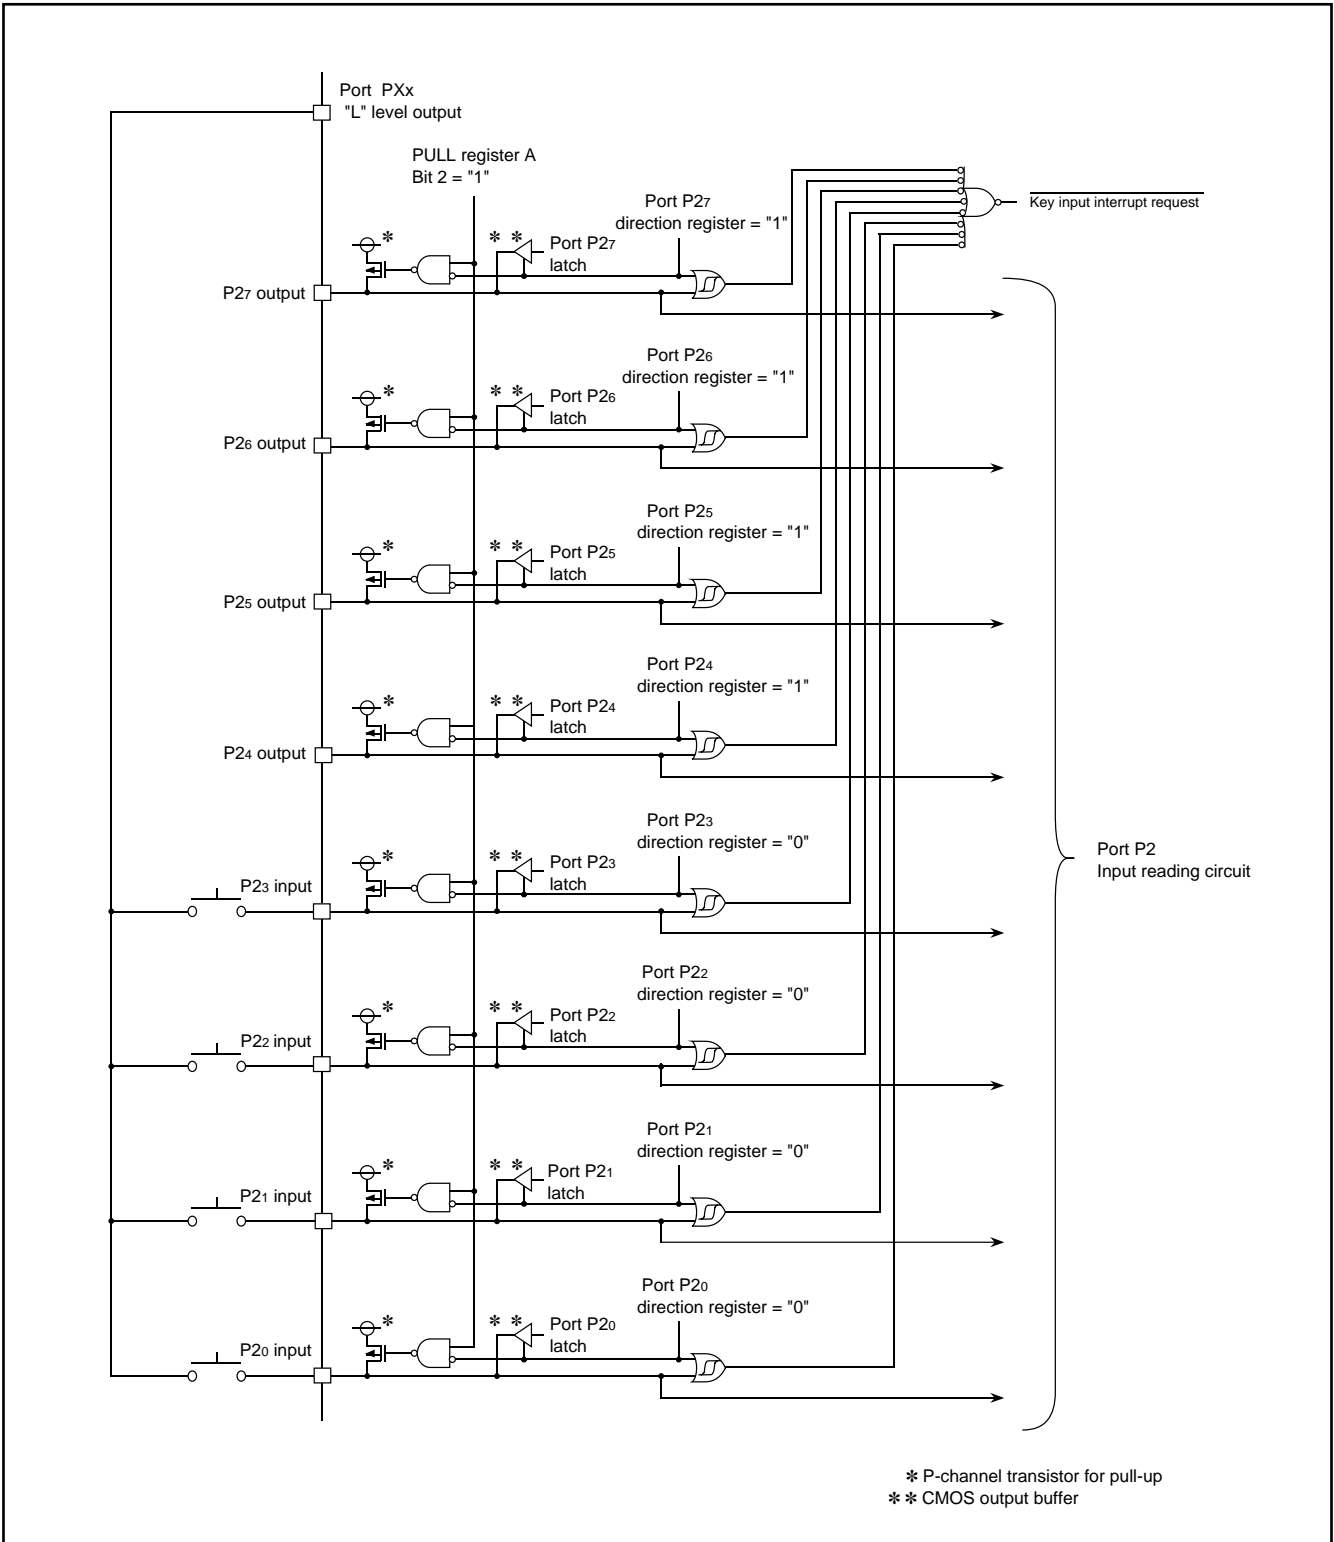 Port PXx
"L" level output
PULL register A
Bit 2 = "1"
Key input interrupt request
Port P27
direction register = "1"
* * Port P27
latch
*
P27 output
Port P26
direction register = "1"
* * Port P26
latch
*
P26 output
Port P25
direction register = "1"
* * Port P25
latch
*
P25 output
Port P24
direction register = "1"
* * Port P24
latch
*
P24 output
Port P23
direction register = "0"
* * Port P23
latch
*
P23 input
Port P2
Input reading circuit
Port P22
direction register = "0"
* * Port P22
latch
*
P22 input
Port P21
direction register = "0"
* * Port P21
latch
*
P21 input
Port P20
direction register = "0"
* * Port P20
latch
*
P20 input
* P-channel transistor for pull-up
* * CMOS output buffer